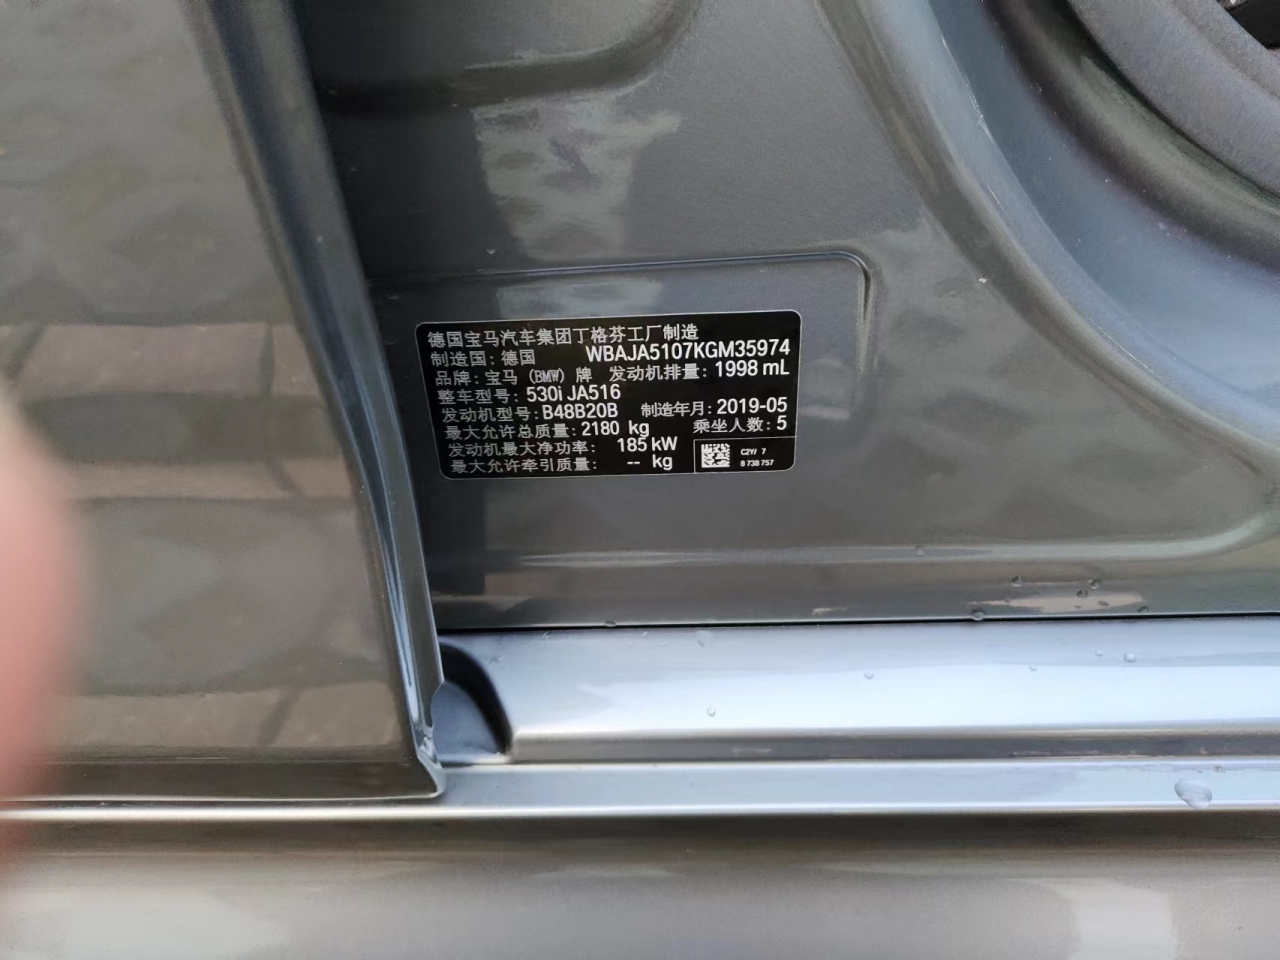 德国宝马汽车集团丁格芬工厂制造
制造国：德国 WBAJA5107KGM35974
品牌：宝马（BMW）牌 发动机排量：1998 mL
整车型号：530i JA516
发动机型号：B48B20B 制造年月：2019-05
最大允许总质量：2180 kg 乘坐人数：5
发动机最大净功率： 185 kW
最大允许牵引质量： -- kg
C2YI 7
8 738 757